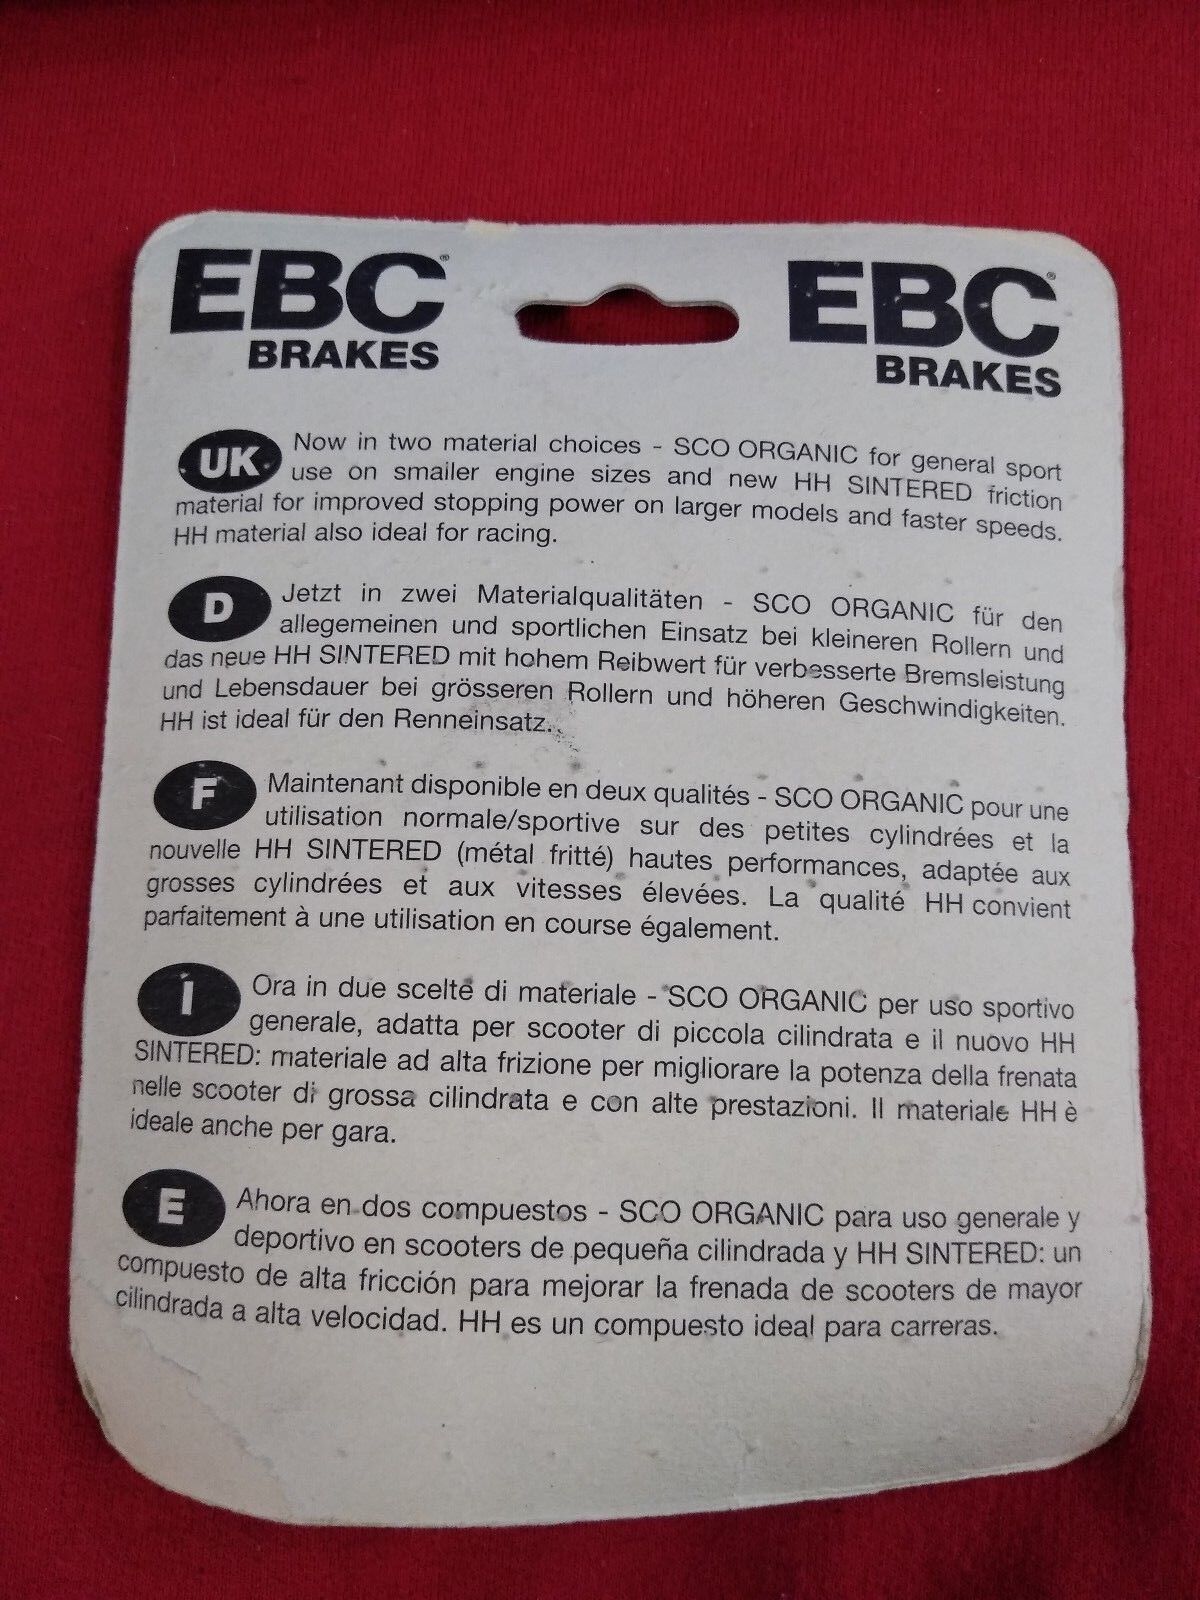 EBC® EBC®
BRAKES BRAKES
UK Now in two material choices - SCO ORGANIC for general sport
use on smaller engine sizes and new HH SINTERED friction
material for improved stopping power on larger models and faster speeds.
HH material also ideal for racing.
D Jetzt in zwei Materialqualitäten - SCO ORGANIC für den
allegemeinen und sportlichen Einsatz bei kleineren Rollern und
das neue HH SINTERED mit hohem Reibwert für verbesserte Bremsleistung
und Lebensdauer bei grösseren Rollern und höheren Geschwindigkeiten.
HH ist ideal für den Renneinsatz.
F Maintenant disponible en deux qualités - SCO ORGANIC pour une
utilisation normale/sportive sur des petites cylindrées et la
nouvelle HH SINTERED (métal fritté) hautes performances, adaptée aux
grosses cylindrées et aux vitesses élevées. La qualité HH convient
parfaitement à une utilisation en course également.
I Ora in due scelte di materiale - SCO ORGANIC per uso sportivo
generale, adatta per scooter di piccola cilindrata e il nuovo HH
SINTERED: materiale ad alta frizione per migliorare la potenza della frenata
nelle scooter di grossa cilindrata e con alte prestazioni. Il materiale HH è
ideale anche per gara.
E Ahora en dos compuestos - SCO ORGANIC para uso generale y
deportivo en scooters de pequeña cilindrada y HH SINTERED: un
compuesto de alta fricción para mejorar la frenada de scooters de mayor
cilindrada a alta velocidad. HH es un compuesto ideal para carreras.